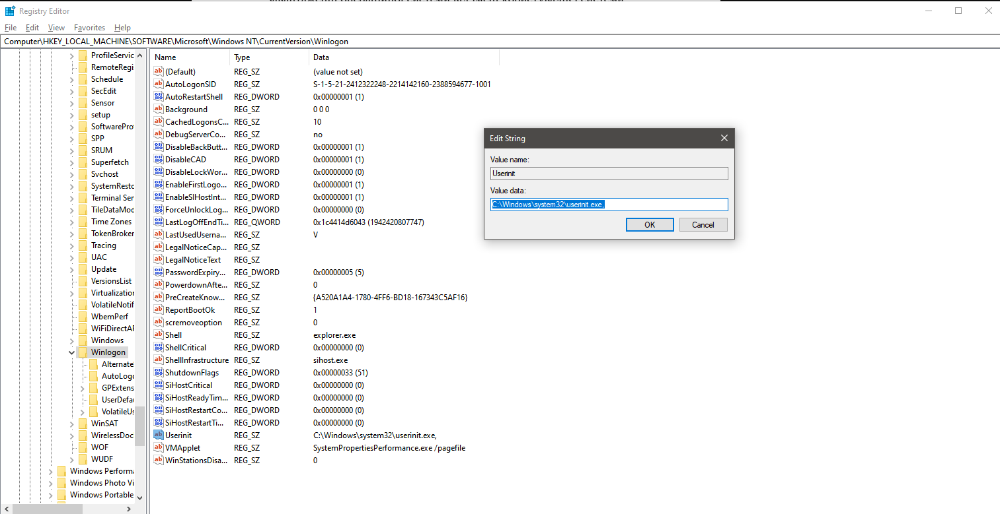 Registry Editor
File Edit View Favorites Help
Computer\HKEY_LOCAL_MACHINE\SOFTWARE\Microsoft\Windows NT\CurrentVersion\Winlogon
ProfileServic
RemoteRegi
Schedule
SecEdit
Sensor
setup
SoftwarePro
SPP
SRUM
Superfetch
Svchost
SystemResto
Terminal Ser
TileDataMod
Time Zones
TokenBroker
Tracing
UAC
Update
VersionsList
Virtualization
VolatileNotif
WbemPerf
WiFiDirectAP
Windows
Winlogon
Alternate
AutoLogo
GPExtens
UserDefau
VolatileUs
WinSAT
WirelessDoc
WOF
WUDF
Windows Performa
Windows Photo Vi
Windows Portable
Name Type Data
(Default) REG_SZ (value not set)
AutoLogonSID REG_SZ S-1-5-21-2412322248-2214142160-2388594677-1001
AutoRestartShell REG_DWORD 0x00000001 (1)
Background REG_SZ 0 0 0
CachedLogonsC... REG_SZ 10
DebugServerCo... REG_SZ no
DisableBackButt... REG_DWORD 0x00000001 (1)
DisableCAD REG_DWORD 0x00000001 (1)
DisableLockWor... REG_DWORD 0x00000000 (0)
EnableFirstLogo... REG_DWORD 0x00000001 (1)
EnableSIHostInt... REG_DWORD 0x00000001 (1)
ForceUnlockLog... REG_DWORD 0x00000000 (0)
LastLogOffEndTi... REG_QWORD 0x1c4414d6043 (1942420807747)
LastUsedUserna... REG_SZ V
LegalNoticeCap... REG_SZ
LegalNoticeText REG_SZ
PasswordExpiry... REG_DWORD 0x00000005 (5)
PowerdownAfte... REG_SZ 0
PreCreateKnow... REG_SZ {A520A1A4-1780-4FF6-BD18-167343C5AF16}
ReportBootOk REG_SZ 1
scremoveoption REG_SZ 0
Shell REG_SZ explorer.exe
ShellCritical REG_DWORD 0x00000000 (0)
ShellInfrastructure REG_SZ sihost.exe
ShutdownFlags REG_DWORD 0x00000033 (51)
SiHostCritical REG_DWORD 0x00000000 (0)
SiHostReadyTim... REG_DWORD 0x00000000 (0)
SiHostRestartCo... REG_DWORD 0x00000000 (0)
SiHostRestartTi... REG_DWORD 0x00000000 (0)
Userinit REG_SZ C:\Windows\system32\userinit.exe,
VMApplet REG_SZ SystemPropertiesPerformance.exe /pagefile
WinStationsDisa... REG_SZ 0
Edit String
Value name:
Userinit
Value data:
C:\Windows\system32\userinit.exe,
OK Cancel